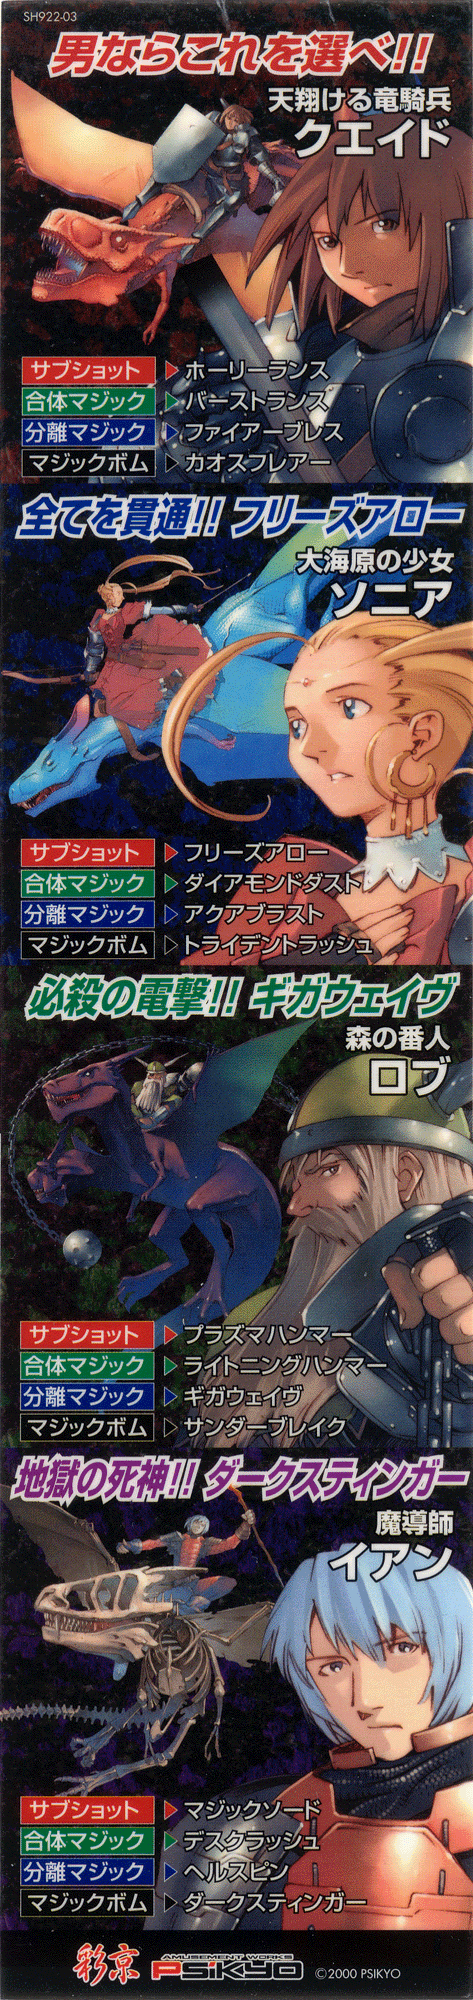 SH922-03
男ならこれを選べ!!
天翔ける竜騎兵
クエイド
サブショット ホーリーランス
合体マジック バーストランス
分離マジック ファイアーブレス
マジックボム カオスフレアー
全てを貫通!! フリーズアロー
大海原の少女
ソニア
サブショット フリーズアロー
合体マジック ダイアモンドダスト
分離マジック アクアブラスト
マジックボム トライデントラッシュ
必殺の電撃!! ギガウェイヴ
森の番人
ロブ
サブショット プラズマハンマー
合体マジック ライトニングハンマー
分離マジック ギガウェイヴ
マジックボム サンダーブレイク
地獄の死神!! ダークスティンガー
魔導師
イアン
サブショット マジックソード
合体マジック デスクラッシュ
分離マジック ヘルスピン
マジックボム ダークスティンガー
彩京 AMUSEMENT WORKS PSIKYO ©2000 PSIKYO